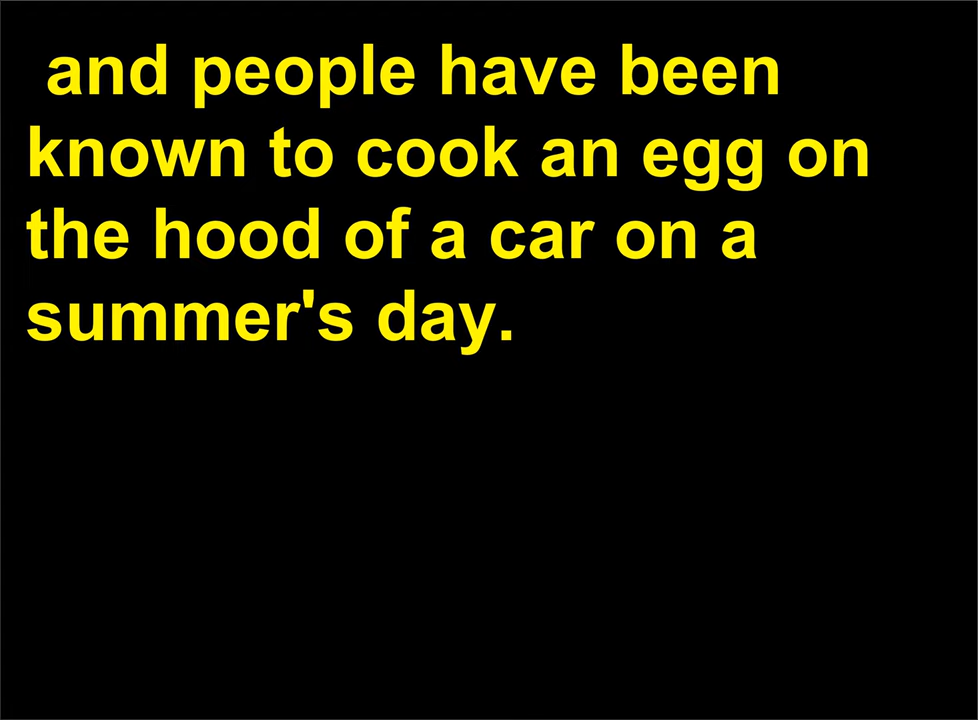 and people have been
known to cook an egg on
the hood of a car on a
summer's day.